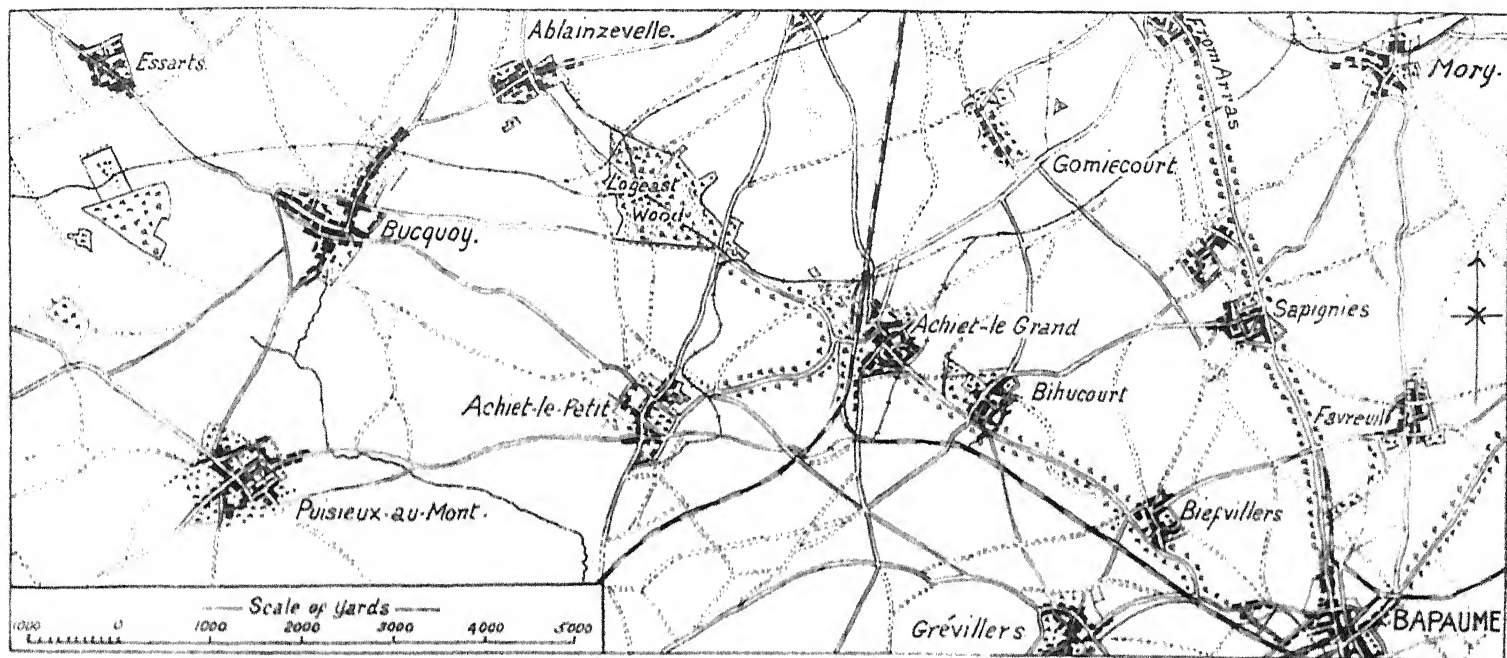 Ablainzevelle.
Essarts.
From Arras
Mory.
Gomiecourt.
Logeast
Wood
Bucquoy.
Sapignies
Achiet-le Grand
Achiet-le-Petit
Bihucourt
Favreuil
Puisieux-au-Mont.
Biefvillers
Scale of Yards
1000 0 1000 2000 3000 4000 5000
Grévillers
BAPAUME